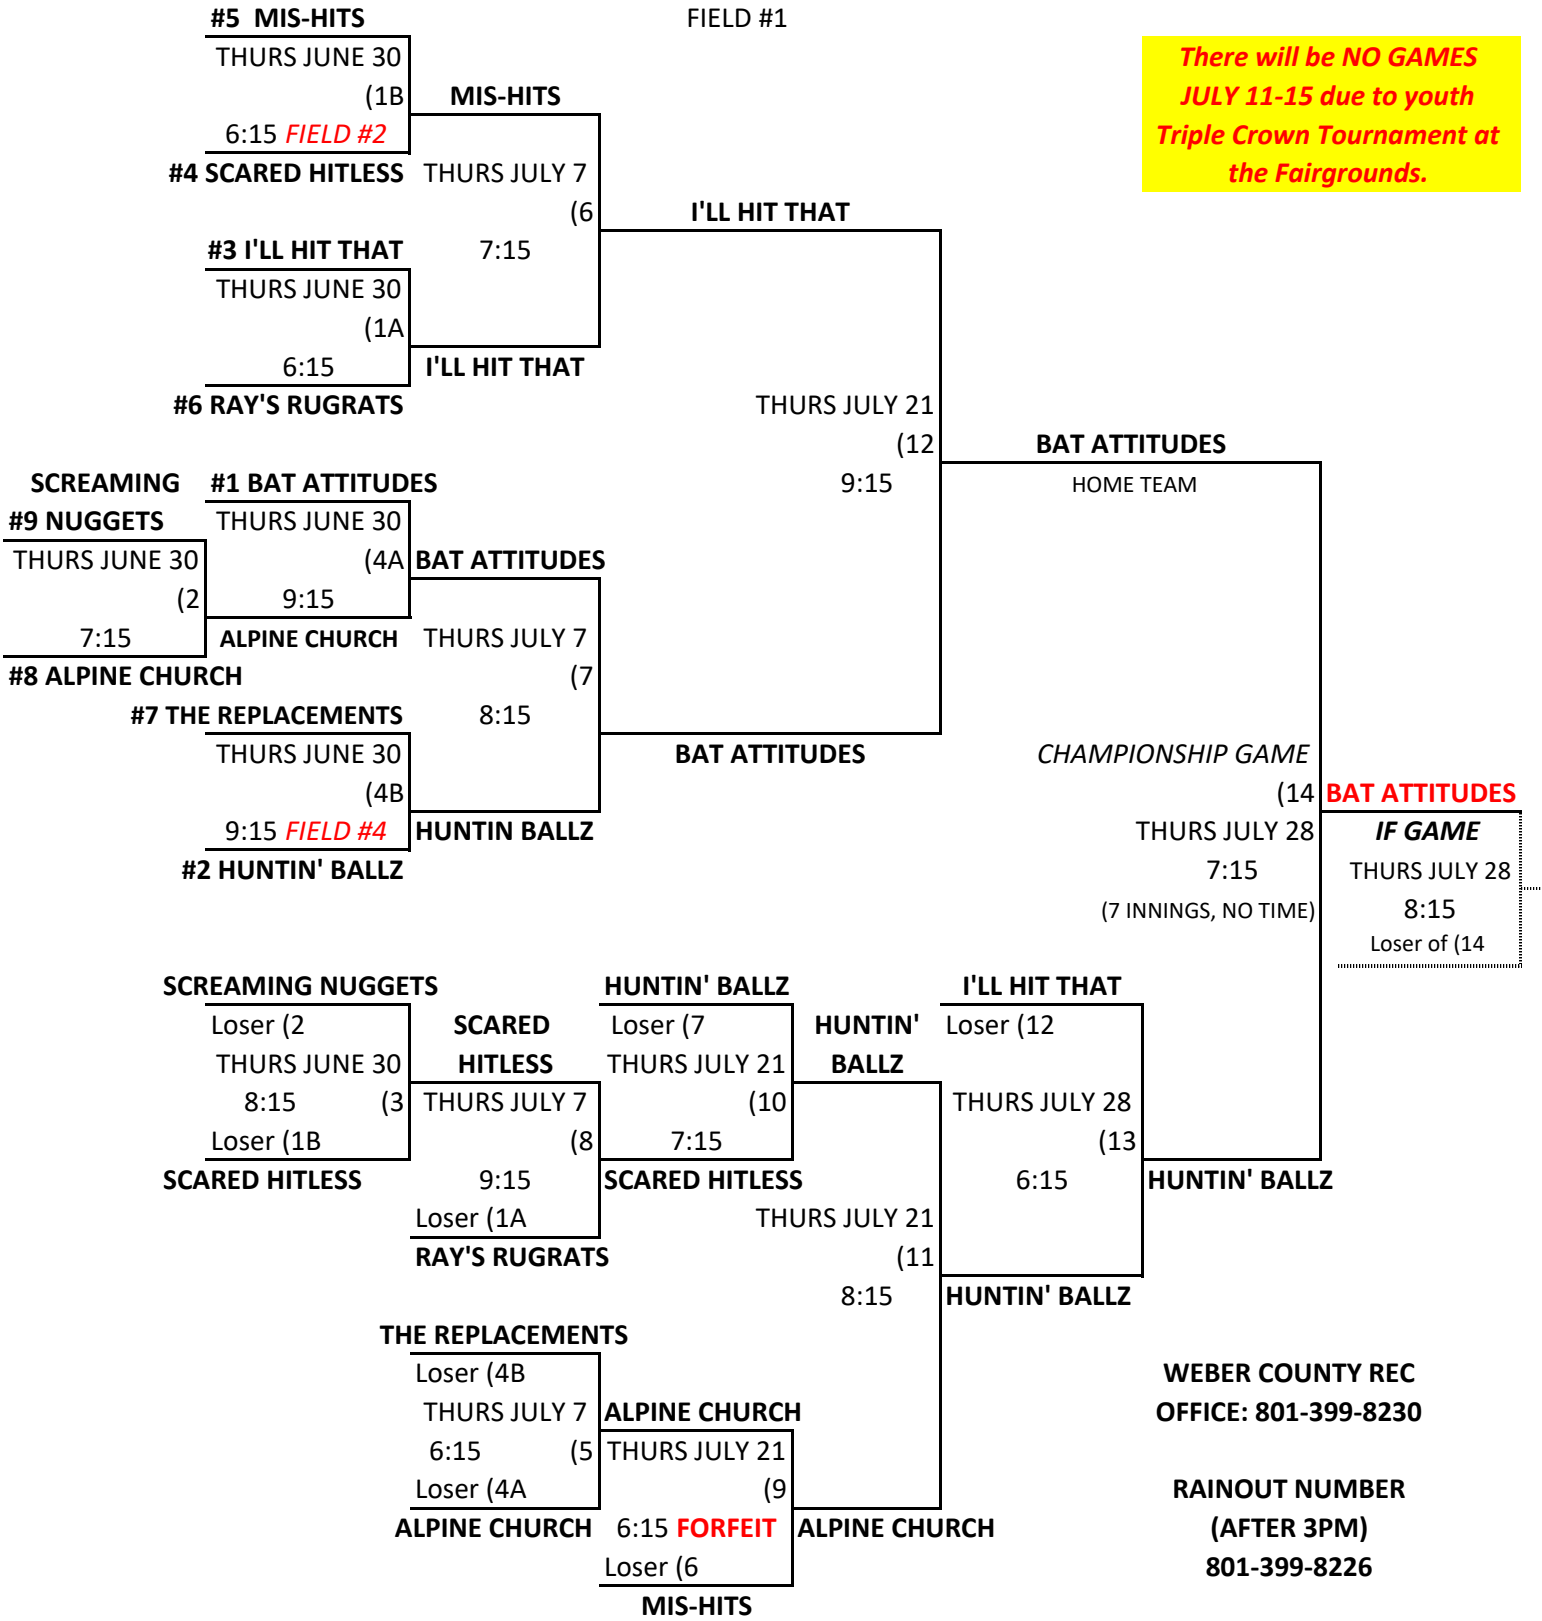 #5  MIS-HITS
FIELD #1
THURS JUNE 30
(1B
6:15 FIELD #2
#4 SCARED HITLESS
MIS-HITS
THURS JULY 7
(6
7:15
There will be NO GAMES
JULY 11-15 due to youth
Triple Crown Tournament at
the Fairgrounds.
I'LL HIT THAT
#3 I'LL HIT THAT
THURS JUNE 30
(1A
6:15
#6 RAY'S RUGRATS
I'LL HIT THAT
THURS JULY 21
(12
9:15
BAT ATTITUDES
HOME TEAM
SCREAMING
#9 NUGGETS
THURS JUNE 30
(2
7:15
#8 ALPINE CHURCH
#1 BAT ATTITUDES
THURS JUNE 30
(4A
9:15
ALPINE CHURCH
BAT ATTITUDES
THURS JULY 7
(7
8:15
#7 THE REPLACEMENTS
THURS JUNE 30
(4B
9:15 FIELD #4
#2 HUNTIN' BALLZ
HUNTIN BALLZ
BAT ATTITUDES
CHAMPIONSHIP GAME
(14
THURS JULY 28
7:15
(7 INNINGS, NO TIME)
BAT ATTITUDES
IF GAME
THURS JULY 28
8:15
Loser of (14
SCREAMING NUGGETS
Loser (2
THURS JUNE 30
8:15 (3
Loser (1B
SCARED HITLESS
SCARED
HITLESS
THURS JULY 7
(8
9:15
Loser (1A
RAY'S RUGRATS
HUNTIN' BALLZ
Loser (7
THURS JULY 21
(10
7:15
SCARED HITLESS
HUNTIN'
BALLZ
THURS JULY 21
(11
8:15
I'LL HIT THAT
Loser (12
THURS JULY 28
(13
6:15
HUNTIN' BALLZ
HUNTIN' BALLZ
THE REPLACEMENTS
Loser (4B
THURS JULY 7
6:15 (5
Loser (4A
ALPINE CHURCH
ALPINE CHURCH
THURS JULY 21
(9
6:15 FORFEIT
Loser (6
MIS-HITS
ALPINE CHURCH
WEBER COUNTY REC
OFFICE: 801-399-8230
RAINOUT NUMBER
(AFTER 3PM)
801-399-8226